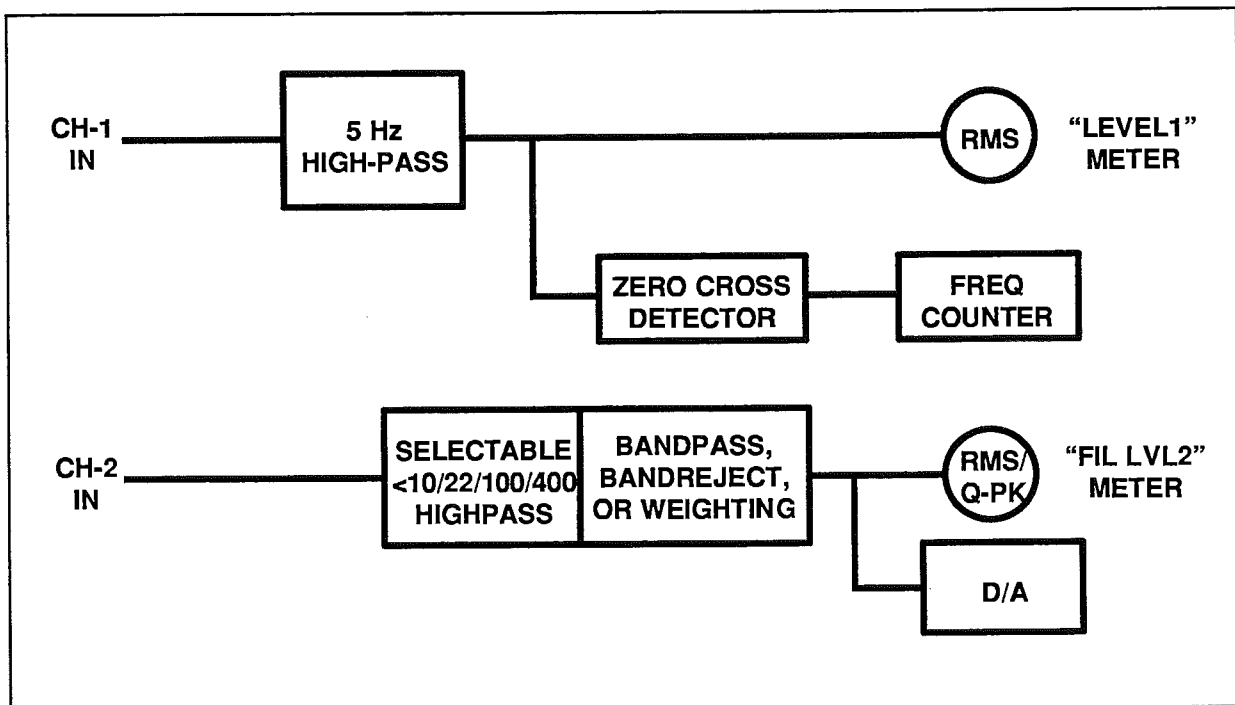 CH-1
IN
5 Hz
HIGH-PASS
RMS
“LEVEL1”
METER
ZERO CROSS
DETECTOR
FREQ
COUNTER
CH-2
IN
SELECTABLE
<10/22/100/400
HIGHPASS
BANDPASS,
BANDREJECT,
OR WEIGHTING
RMS/
Q-PK
“FIL LVL2”
METER
D/A